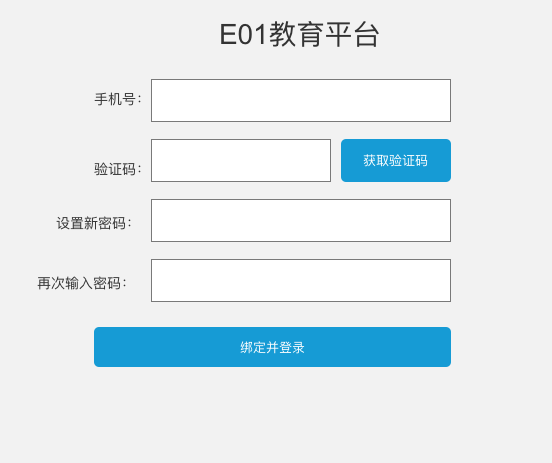 E01教育平台
手机号：
验证码： 获取验证码
设置新密码：
再次输入密码：
绑定并登录